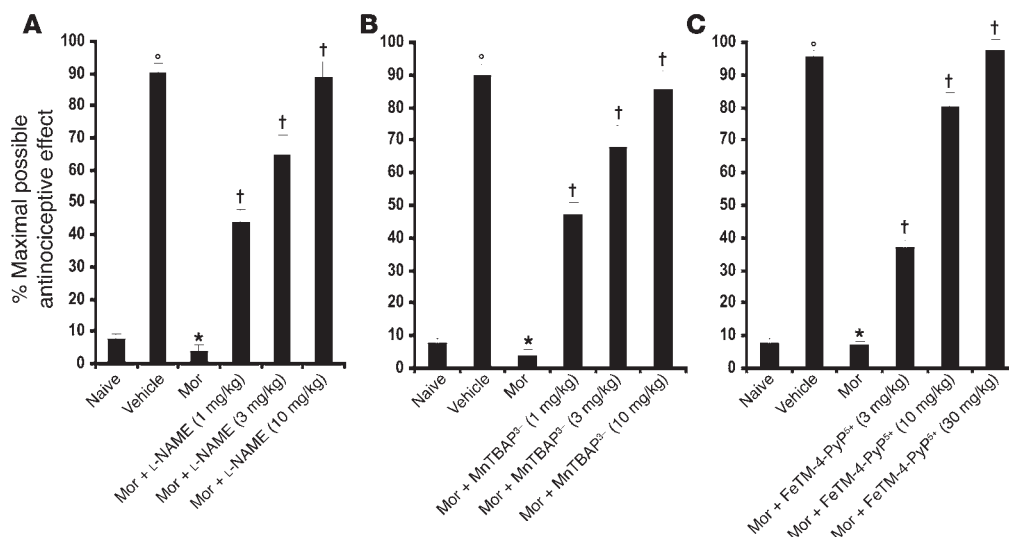 A
B
C
% Maximal possible
antinociceptive effect
100
90
80
70
60
50
40
30
20
10
0
°
*
†
†
†
Naive
Vehicle
Mor
Mor + L-NAME (1 mg/kg)
Mor + L-NAME (3 mg/kg)
Mor + L-NAME (10 mg/kg)
100
90
80
70
60
50
40
30
20
10
0
°
*
†
†
†
Naive
Vehicle
Mor
Mor + MnTBAP³⁻ (1 mg/kg)
Mor + MnTBAP³⁻ (3 mg/kg)
Mor + MnTBAP³⁻ (10 mg/kg)
100
90
80
70
60
50
40
30
20
10
0
°
*
†
†
†
Naive
Vehicle
Mor
Mor + FeTM-4-PyP⁵⁺ (3 mg/kg)
Mor + FeTM-4-PyP⁵⁺ (10 mg/kg)
Mor + FeTM-4-PyP⁵⁺ (30 mg/kg)